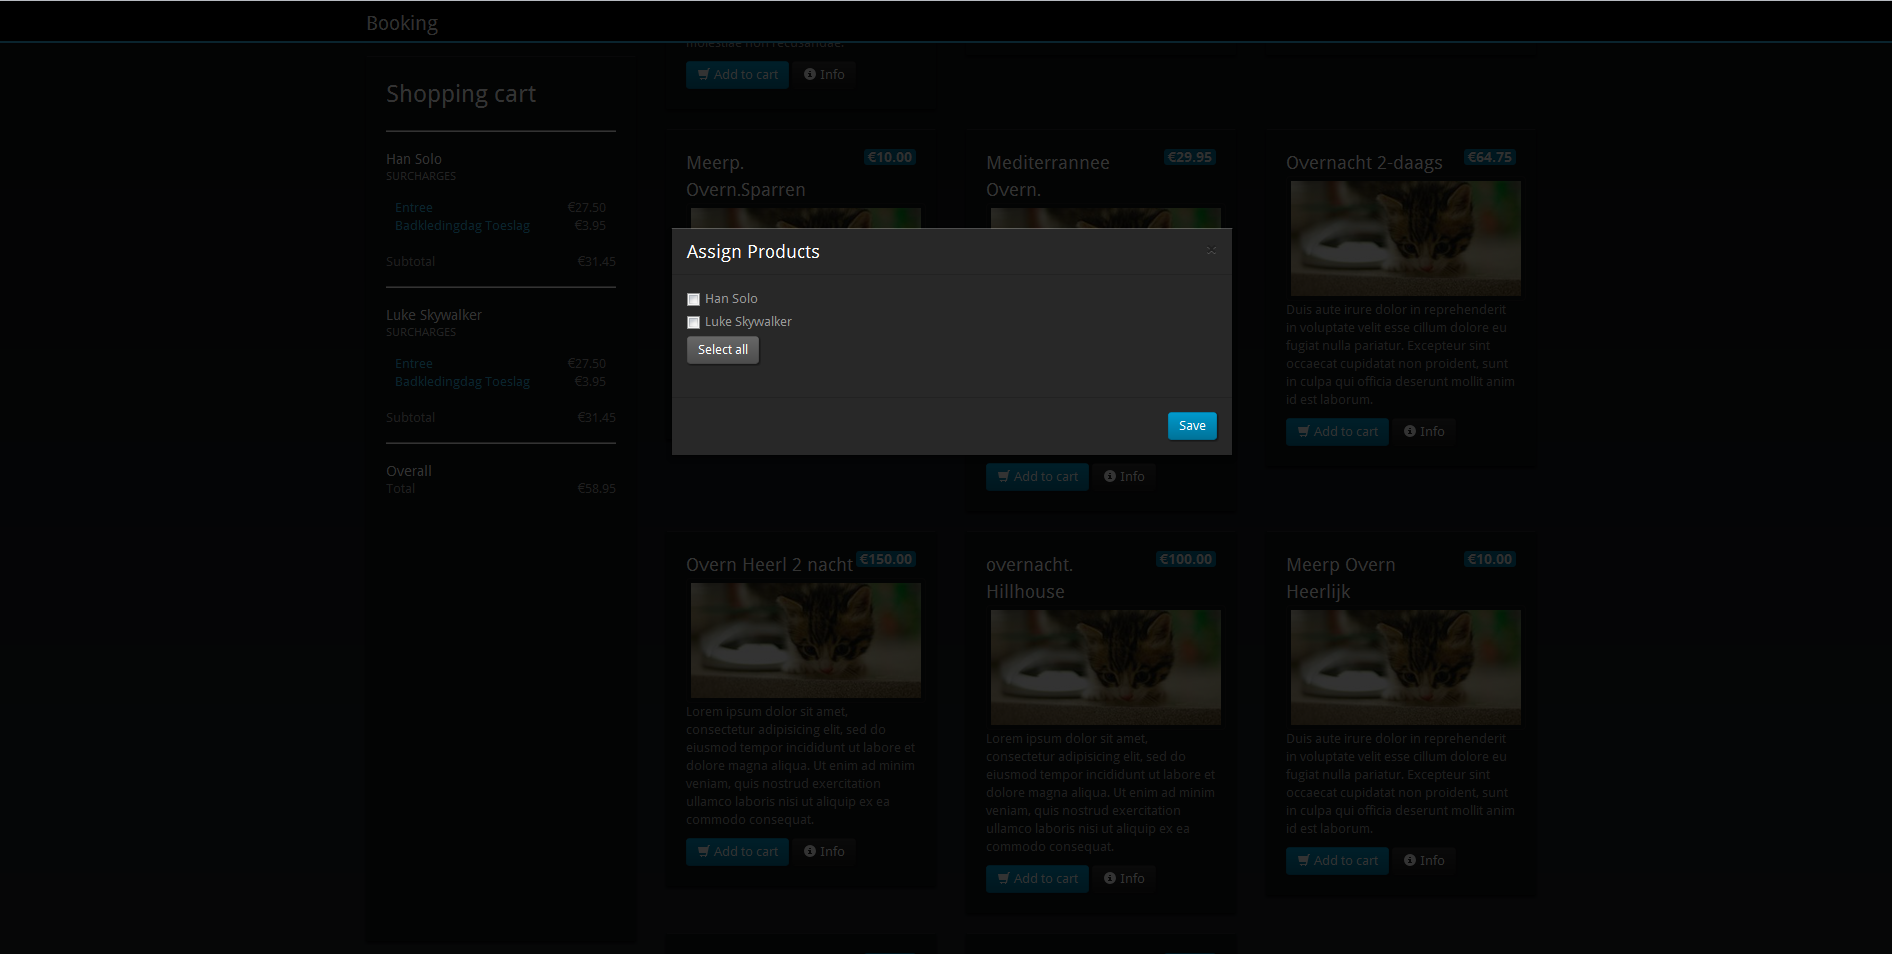 Booking
Shopping cart
Han Solo
SURCHARGES
Entree €27.50
Badkledingdag Toeslag €3.95
Subtotal €31.45
Luke Skywalker
SURCHARGES
Entree €27.50
Badkledingdag Toeslag €3.95
Subtotal €31.45
Overall
Total €58.95
molestiae non recusandae.
Add to cart Info
Meerp. €10.00
Overn.Sparren
Mediterrannee €29.95
Overn.
Overnacht 2-daags €64.75
Duis aute irure dolor in reprehenderit
in voluptate velit esse cillum dolore eu
fugiat nulla pariatur. Excepteur sint
occaecat cupidatat non proident, sunt
in culpa qui officia deserunt mollit anim
id est laborum.
Add to cart Info
Assign Products ×
Han Solo
Luke Skywalker
Select all
Save
Add to cart Info
Overn Heerl 2 nacht €150.00
Lorem ipsum dolor sit amet,
consectetur adipisicing elit, sed do
eiusmod tempor incididunt ut labore et
dolore magna aliqua. Ut enim ad minim
veniam, quis nostrud exercitation
ullamco laboris nisi ut aliquip ex ea
commodo consequat.
Add to cart Info
overnacht. €100.00
Hillhouse
Lorem ipsum dolor sit amet,
consectetur adipisicing elit, sed do
eiusmod tempor incididunt ut labore et
dolore magna aliqua. Ut enim ad minim
veniam, quis nostrud exercitation
ullamco laboris nisi ut aliquip ex ea
commodo consequat.
Add to cart Info
Meerp Overn €10.00
Heerlijk
Duis aute irure dolor in reprehenderit
in voluptate velit esse cillum dolore eu
fugiat nulla pariatur. Excepteur sint
occaecat cupidatat non proident, sunt
in culpa qui officia deserunt mollit anim
id est laborum.
Add to cart Info